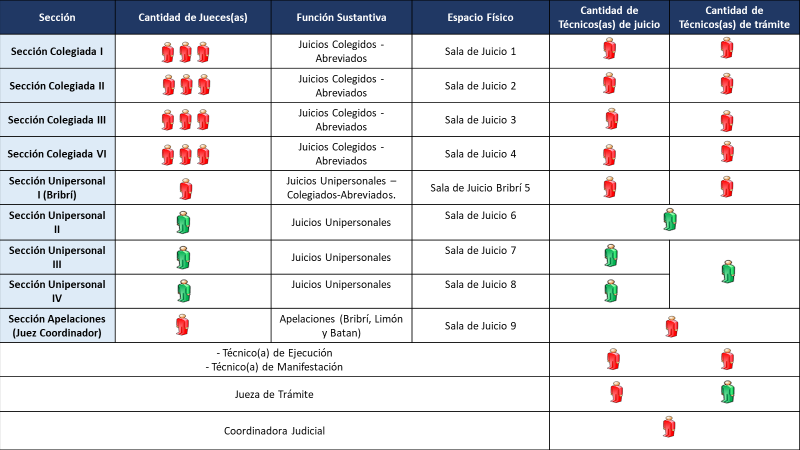 Sección
Cantidad de Jueces(as)
Función Sustantiva
Espacio Físico
Cantidad de
Técnicos(as) de juicio
Cantidad de
Técnicos(as) de trámite
Sección Colegiada I
Juicios Colegidos -
Abreviados
Sala de Juicio 1
Sección Colegiada II
Juicios Colegidos -
Abreviados
Sala de Juicio 2
Sección Colegiada III
Juicios Colegidos -
Abreviados
Sala de Juicio 3
Sección Colegiada VI
Juicios Colegidos -
Abreviados
Sala de Juicio 4
Sección Unipersonal
I (Bribrí)
Juicios Unipersonales –
Colegiados-Abreviados.
Sala de Juicio Bribrí 5
Sección Unipersonal
II
Juicios Unipersonales
Sala de Juicio 6
Sección Unipersonal
III
Juicios Unipersonales
Sala de Juicio 7
Sección Unipersonal
IV
Juicios Unipersonales
Sala de Juicio 8
Sección Apelaciones
(Juez Coordinador)
Apelaciones (Bribrí, Limón
y Batan)
Sala de Juicio 9
- Técnico(a) de Ejecución
- Técnico(a) de Manifestación
Jueza de Trámite
Coordinadora Judicial